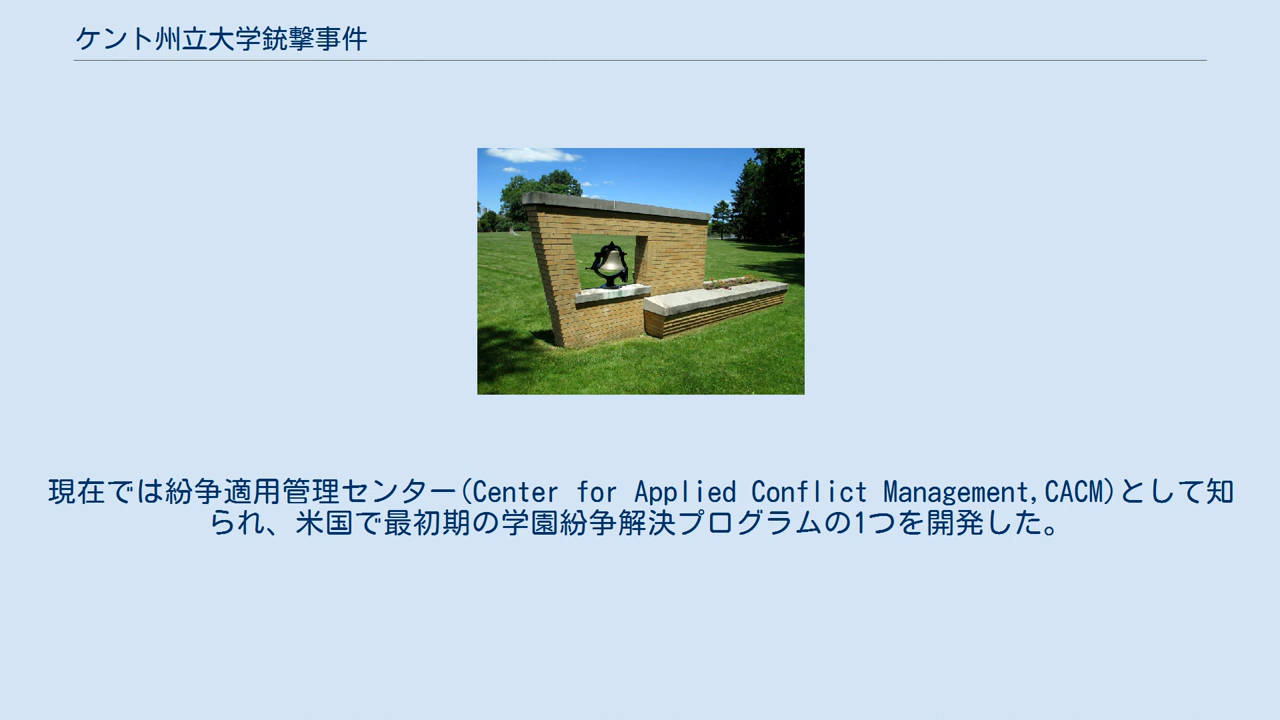 ケント州立大学銃撃事件
現在では紛争適用管理センター(Center for Applied Conflict Management,CACM)として知
られ、米国で最初期の学園紛争解決プログラムの1つを開発した。